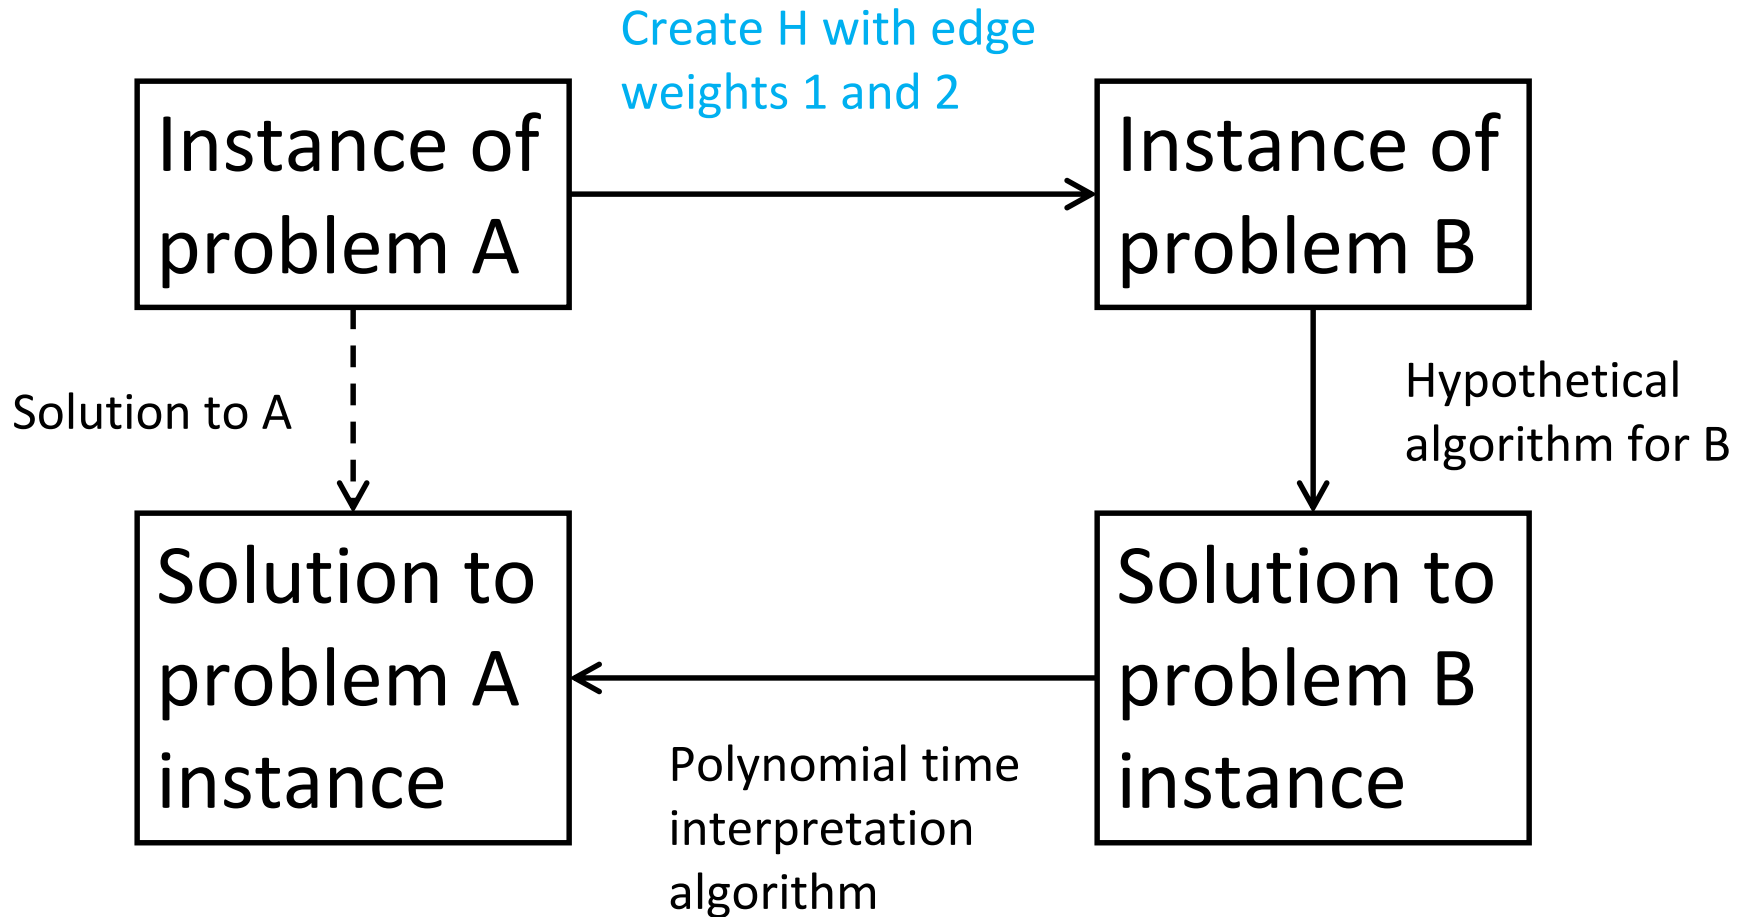 Create H with edge
weights 1 and 2
Instance of
problem A
Instance of
problem B
Solution to A
Hypothetical
algorithm for B
Solution to
problem A
instance
Solution to
problem B
instance
Polynomial time
interpretation
algorithm